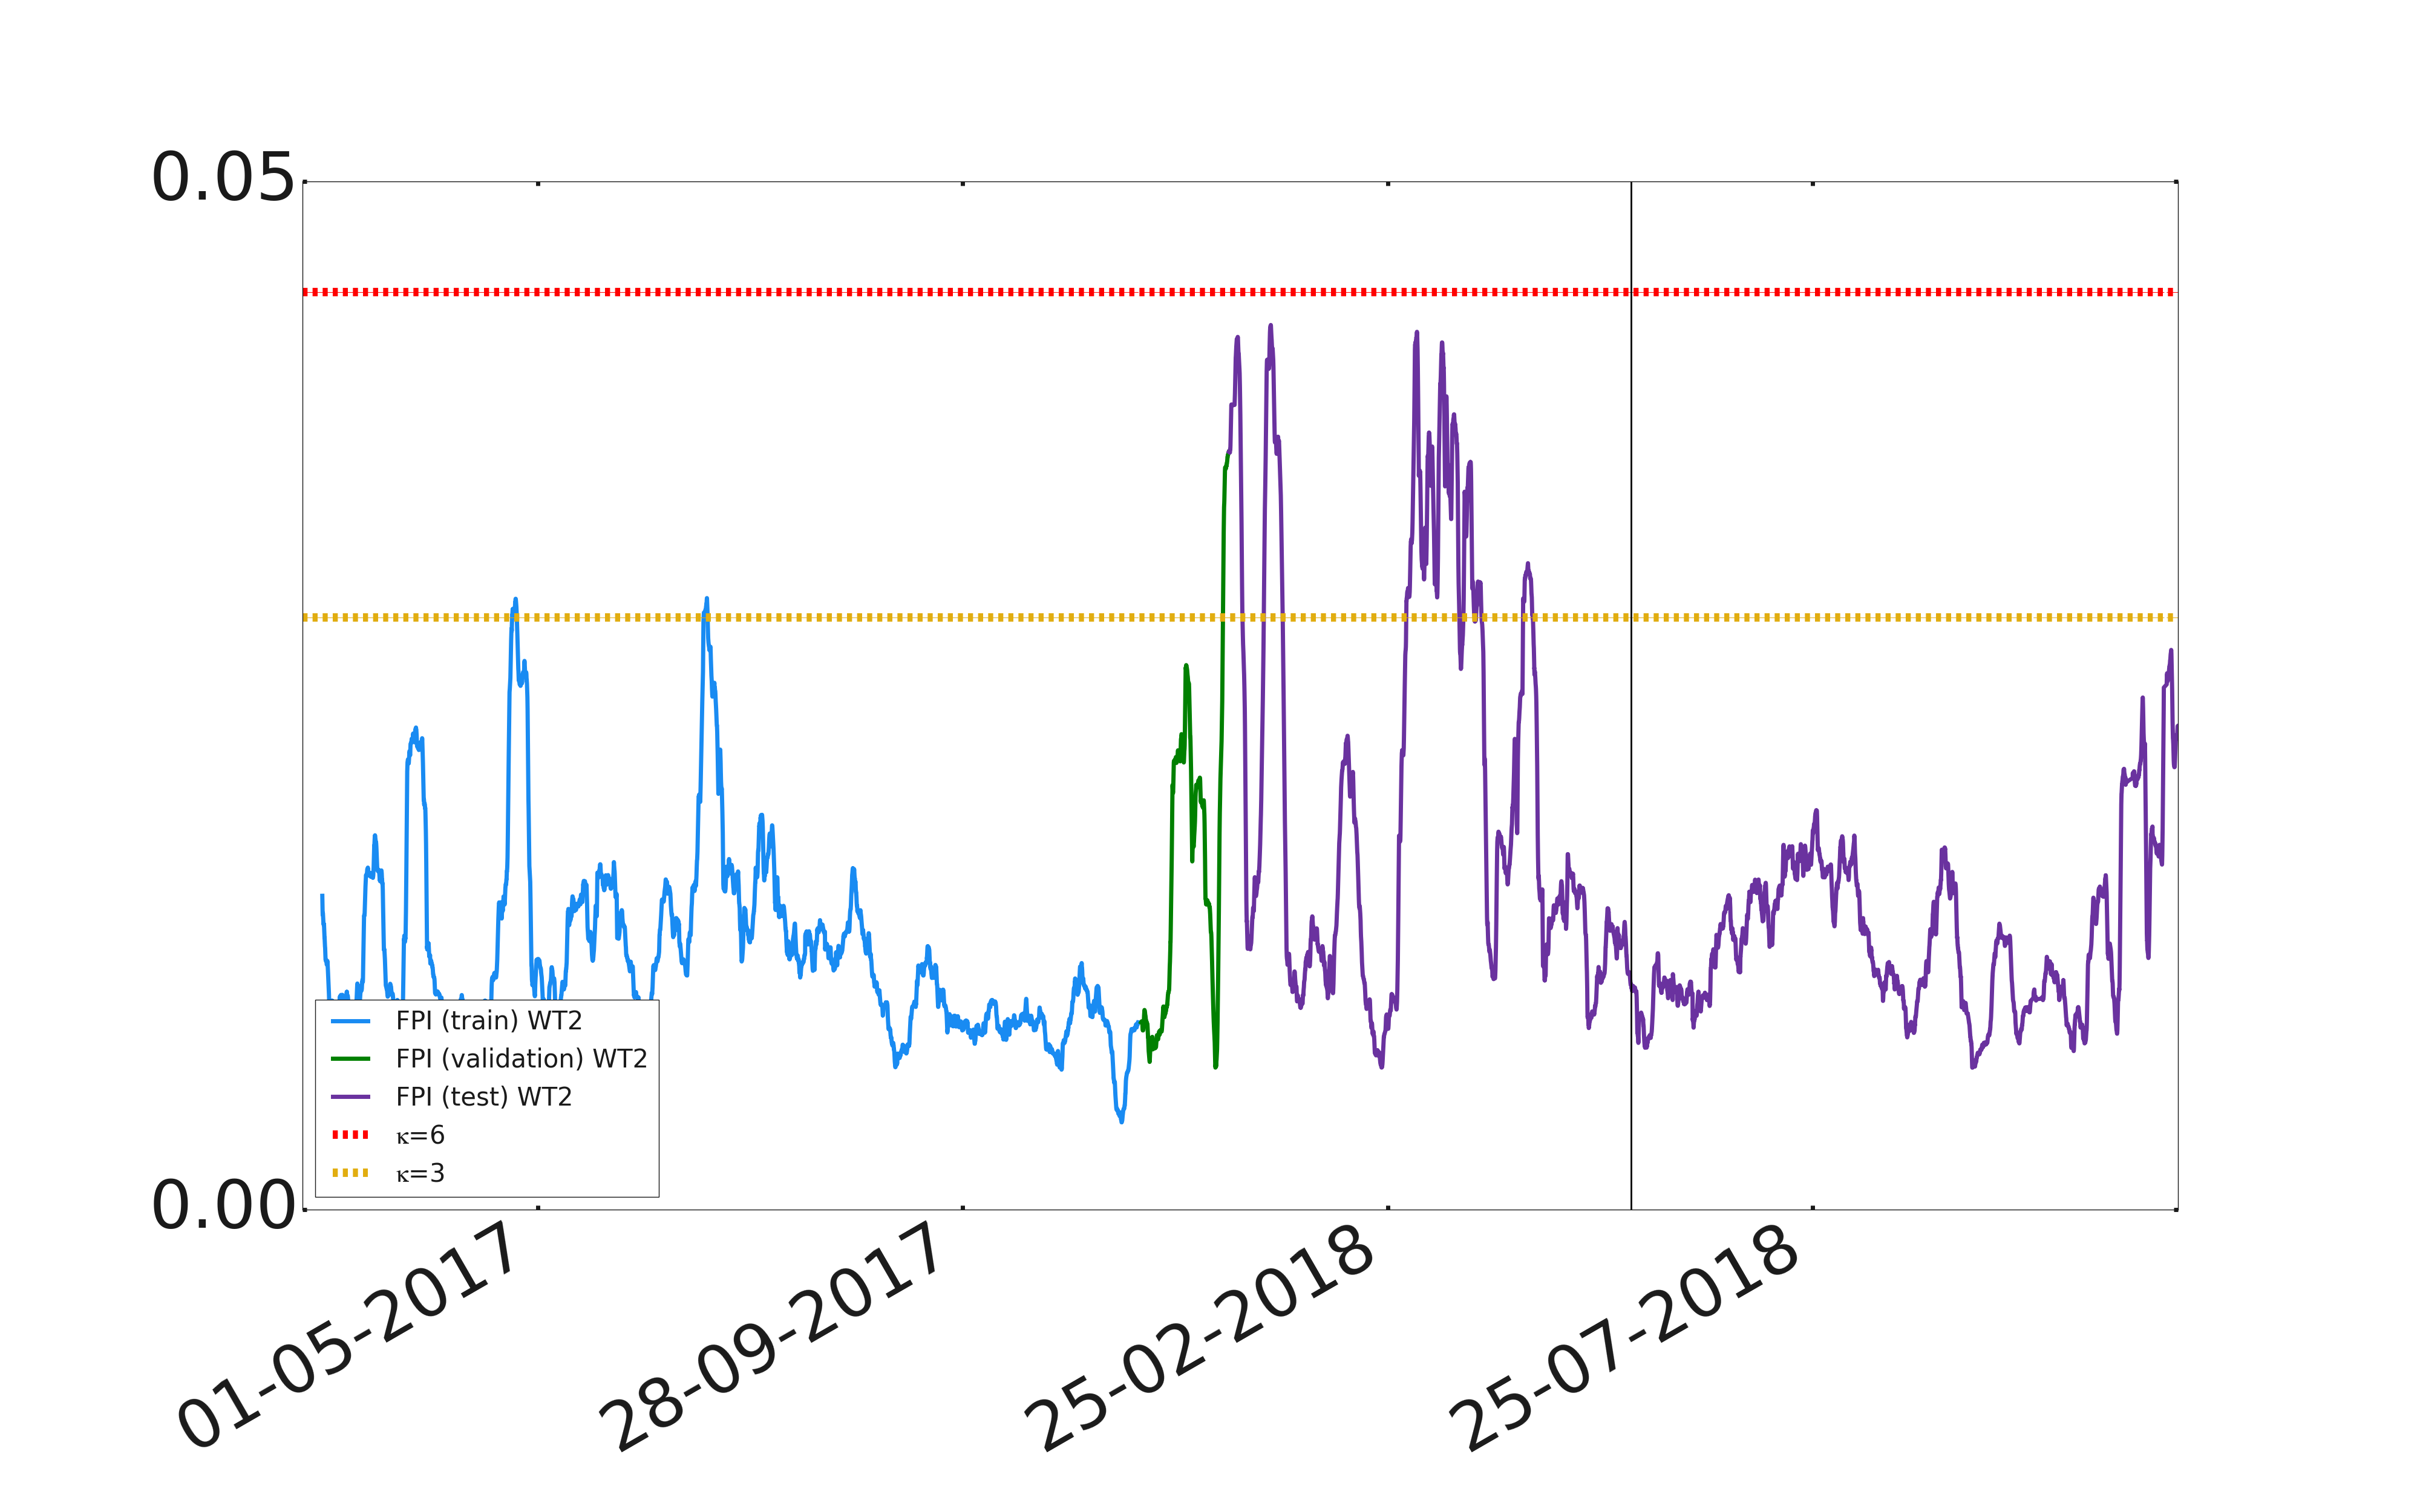 0.05
0.00
FPI (train) WT2
FPI (validation) WT2
FPI (test) WT2
κ=6
κ=3
01-05-2017
28-09-2017
25-02-2018
25-07-2018